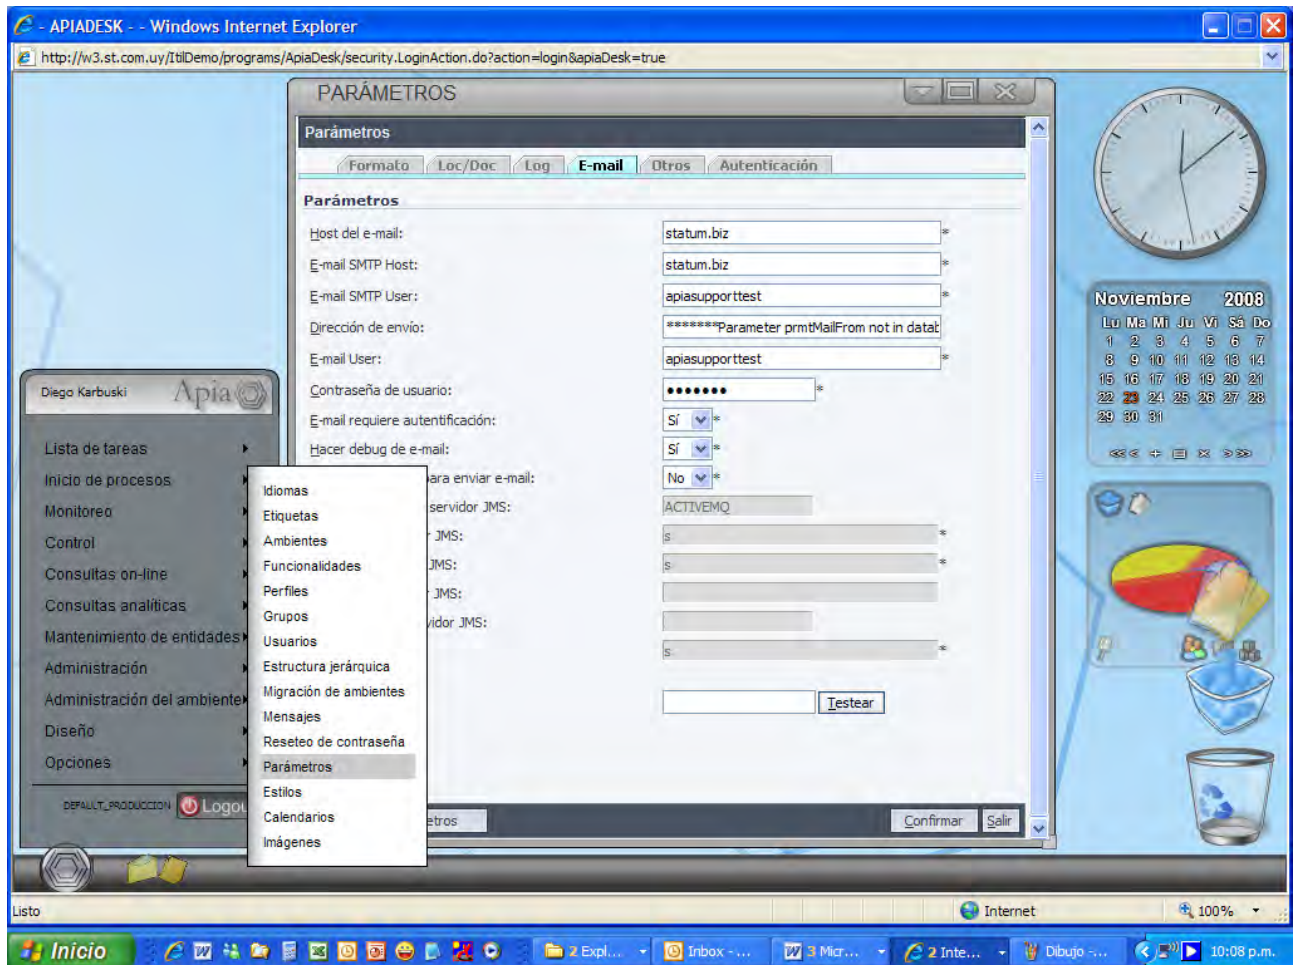 - APIADESK - - Windows Internet Explorer
http://w3.st.com.uy/ItilDemo/programs/ApiaDesk/security.LoginAction.do?action=login&apiaDesk=true
PARÁMETROS
Parámetros
Formato Loc/Doc Log E-mail Otros Autenticación
Parámetros
Host del e-mail: statum.biz *
E-mail SMTP Host: statum.biz *
E-mail SMTP User: apiasupporttest *
Dirección de envío: *******Parameter prmtMailFrom not in datab
E-mail User: apiasupporttest *
Contraseña de usuario: ●●●●●●● *
E-mail requiere autentificación: Sí *
Hacer debug de e-mail: Sí *
para enviar e-mail: No *
servidor JMS: ACTIVEMQ
JMS: s *
JMS: s *
JMS:
vidor JMS:
s *
Testear
etros Confirmar Salir
Diego Karbuski Apia
Lista de tareas
Inicio de procesos
Monitoreo
Control
Consultas on-line
Consultas analíticas
Mantenimiento de entidades
Administración
Administración del ambiente
Diseño
Opciones
DEFAULT_PRODUCCION Logou
Idiomas
Etiquetas
Ambientes
Funcionalidades
Perfiles
Grupos
Usuarios
Estructura jerárquica
Migración de ambientes
Mensajes
Reseteo de contraseña
Parámetros
Estilos
Calendarios
Imágenes
Noviembre 2008
Lu Ma Mi Ju Vi Sá Do
1 2 3 4 5 6 7
8 9 10 11 12 13 14
15 16 17 18 19 20 21
22 23 24 25 26 27 28
29 30 31
Listo Internet 100%
Inicio 2 Expl... Inbox - ... 3 Micr... 2 Inte... Dibujo -... 10:08 p.m.